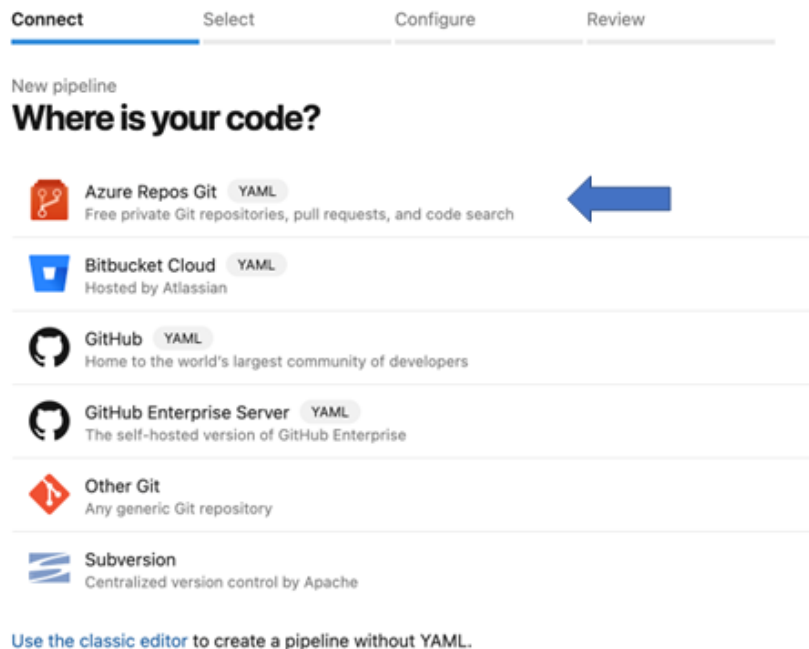 Connect Select Configure Review
New pipeline
Where is your code?
Azure Repos Git YAML
Free private Git repositories, pull requests, and code search
Bitbucket Cloud YAML
Hosted by Atlassian
GitHub YAML
Home to the world's largest community of developers
GitHub Enterprise Server YAML
The self-hosted version of GitHub Enterprise
Other Git
Any generic Git repository
Subversion
Centralized version control by Apache
Use the classic editor to create a pipeline without YAML.